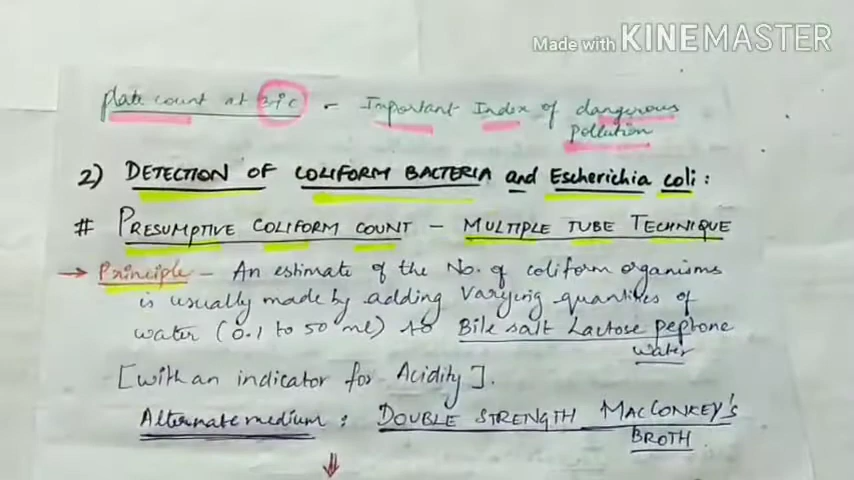 Made with KINEMASTER
plate count at 37°C - Important Index of dangerous
pollution
2) DETECTION OF COLIFORM BACTERIA and Escherichia coli :
# PRESUMPTIVE COLIFORM COUNT - MULTIPLE TUBE TECHNIQUE
→ Principle - An estimate of the No. of coliform organisms
is usually made by adding varying quantites of
water (0.1 to 50 ml) to Bile salt Lactose peptone
water
[with an indicator for Acidity].
Alternate medium : DOUBLE STRENGTH MACCONKEY'S
BROTH